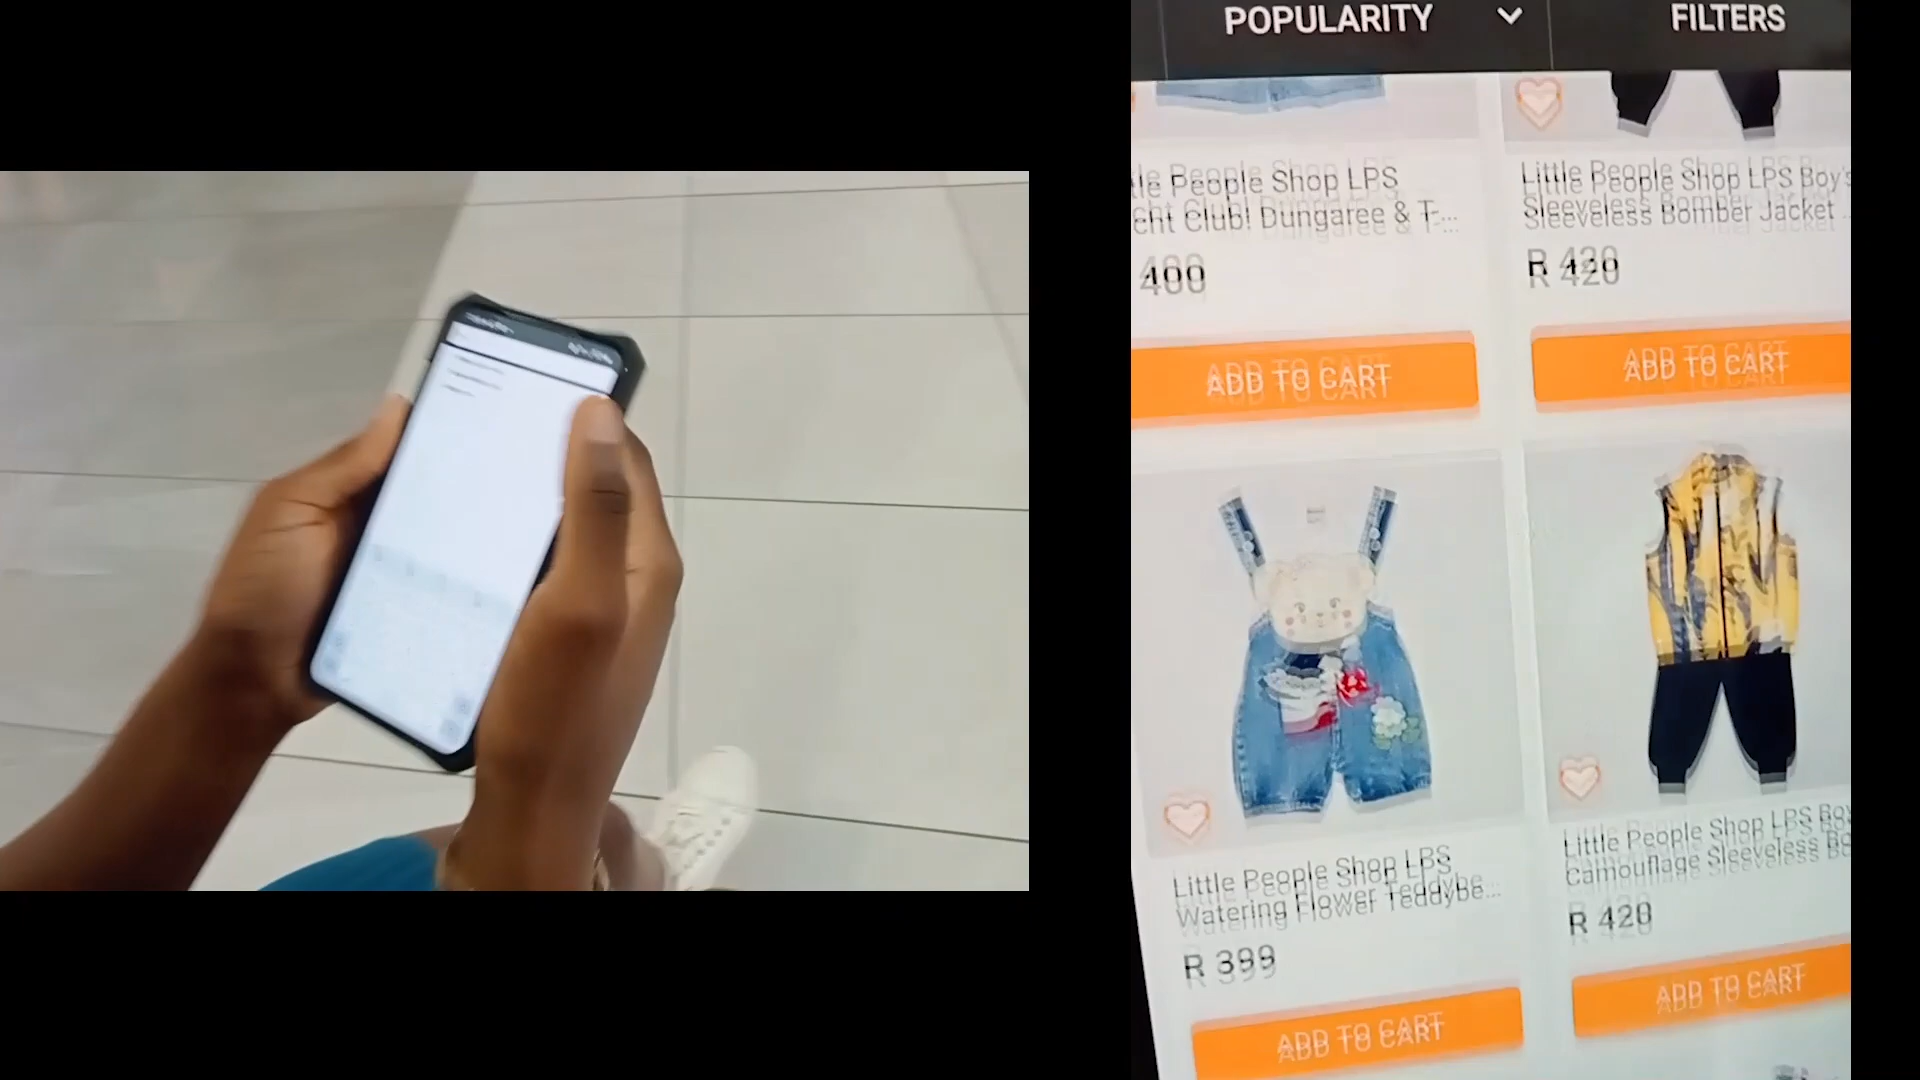 POPULARITY
FILTERS
le People Shop LPS
cht Club! Dungaree & T-...
400
ADD TO CART
Little People Shop LPS Boy's
Sleeveless Bomber Jacket ...
R 420
ADD TO CART
Little People Shop LPS
Watering Flower Teddybe...
R 399
ADD TO CART
Little People Shop LPS Boy
Camouflage Sleeveless Bo
R 420
ADD TO CART